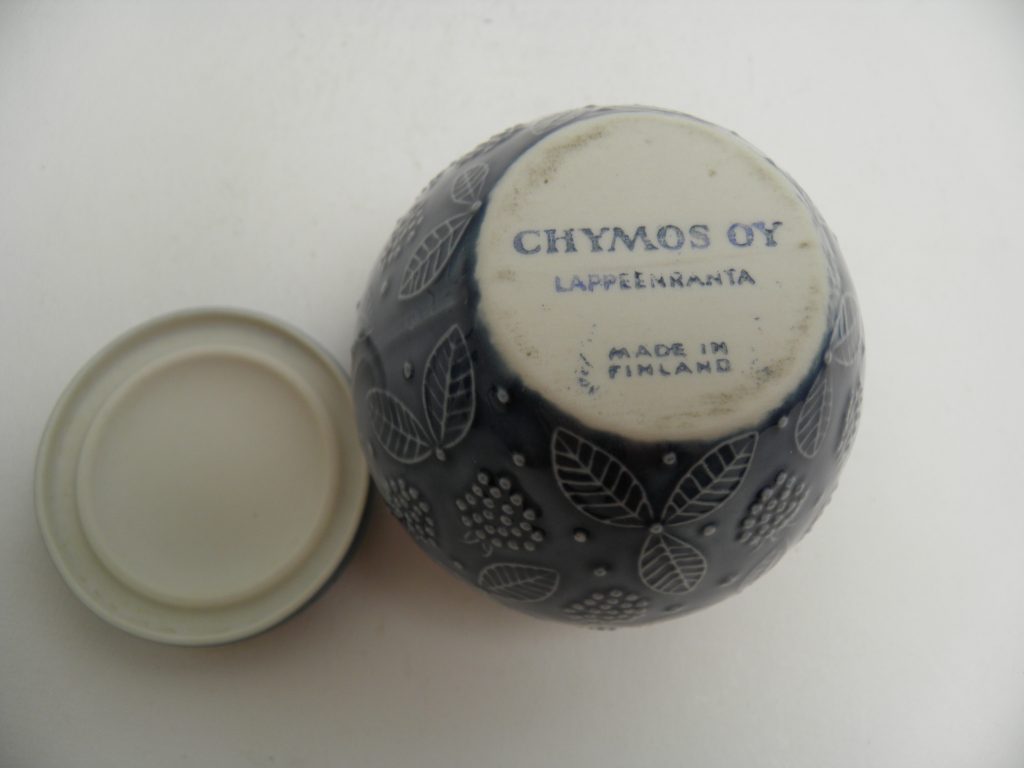 CHYMOS OY
LAPPEENRANTA
MADE IN
FINLAND